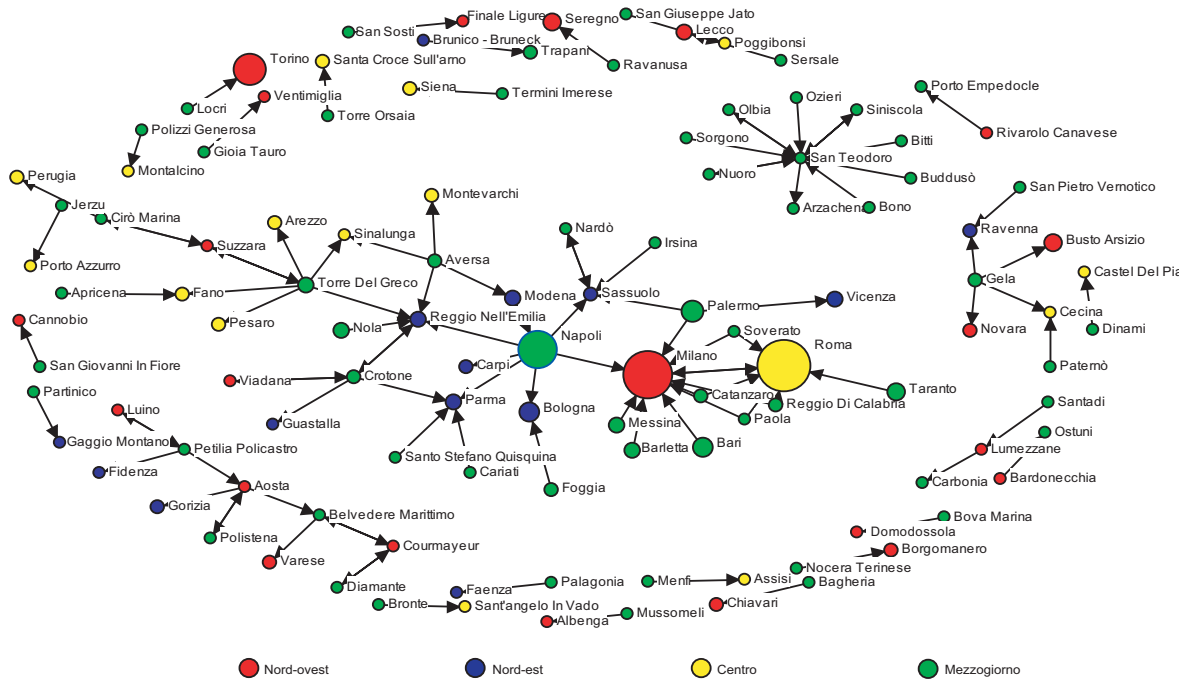 Finale Ligure
San Sosti
Seregno
San Giuseppe Jato
Lecco
Brunico - Bruneck
Trapani
Poggibonsi
Ravanusa
Sersale
Torino
Santa Croce Sull'arno
Siena
Termini Imerese
Ventimiglia
Locri
Torre Orsaia
Polizzi Generosa
Gioia Tauro
Montalcino
Porto Empedocle
Rivarolo Canavese
Ozieri
Olbia
Siniscola
Sorgono
Bitti
San Teodoro
Nuoro
Buddusò
Arzachena
Bono
Perugia
Jerzu
Cirò Marina
Suzzara
Porto Azzurro
Arezzo
Sinalunga
Montevarchi
Aversa
Nardò
Irsina
San Pietro Vernotico
Ravenna
Busto Arsizio
Gela
Castel Del Pia
Cecina
Novara
Dinami
Paternò
Apricena
Fano
Torre Del Greco
Modena
Sassuolo
Palermo
Vicenza
Pesaro
Nola
Reggio Nell'Emilia
Napoli
Soverato
Milano
Roma
Cannobio
San Giovanni In Fiore
Viadana
Crotone
Carpi
Parma
Bologna
Catanzaro
Reggio Di Calabria
Taranto
Paola
Partinico
Luino
Guastalla
Messina
Barletta
Bari
Santadi
Ostuni
Gaggio Montano
Petilia Policastro
Fidenza
Santo Stefano Quisquina
Cariati
Foggia
Lumezzane
Carbonia
Bardonecchia
Aosta
Gorizia
Belvedere Marittimo
Polistena
Varese
Courmayeur
Diamante
Bova Marina
Domodossola
Borgomanero
Nocera Terinese
Bagheria
Bronte
Faenza
Palagonia
Menfi
Assisi
Sant'angelo In Vado
Albenga
Mussomeli
Chiavari
Nord-ovest
Nord-est
Centro
Mezzogiorno